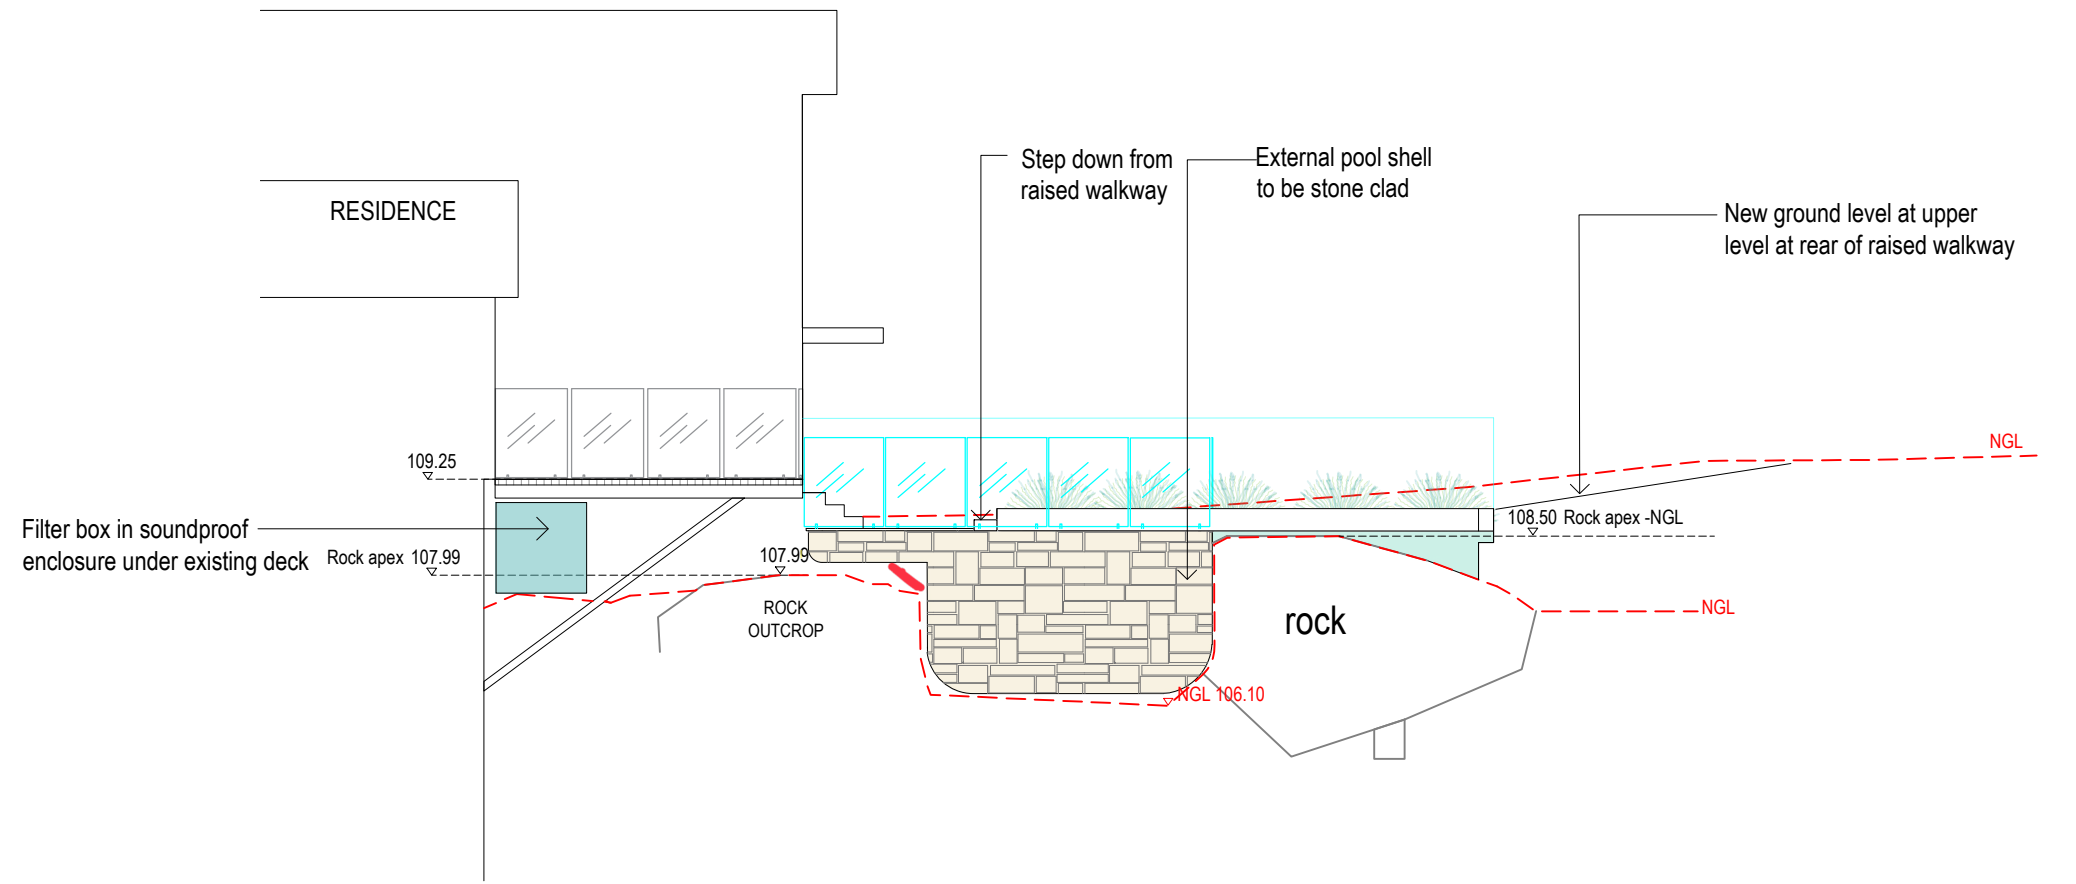 Step down from
raised walkway
External pool shell
to be stone clad
RESIDENCE
New ground level at upper
level at rear of raised walkway
NGL
109.25
108.50 Rock apex -NGL
Filter box in soundproof
enclosure under existing deck
Rock apex 107.99
107.99
ROCK
OUTCROP
rock
NGL
NGL 106.10